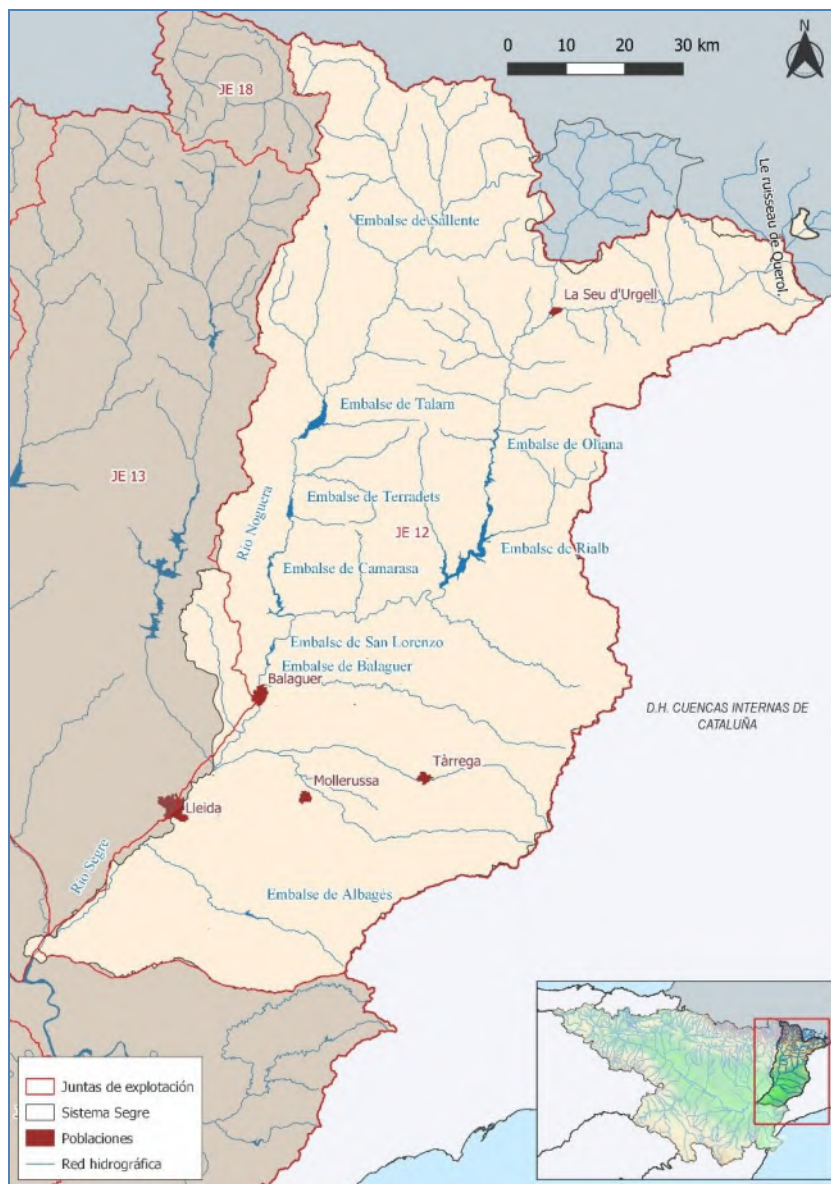 N
0 10 20 30 km
JE 18
Le ruisseau de Querol.
Embalse de Sallente
La Seu d'Urgell
Embalse de Talarn
Embalse de Oliana
JE 13
Embalse de Terradets
Río Noguera
JE 12
Embalse de Rialb
Embalse de Camarasa
Embalse de San Lorenzo
Embalse de Balaguer
Balaguer
D.H. CUENCAS INTERNAS DE
CATALUÑA
Tàrrega
Mollerussa
Lleida
Río Segre
Embalse de Albagés
Juntas de explotación
Sistema Segre
Poblaciones
Red hidrográfica